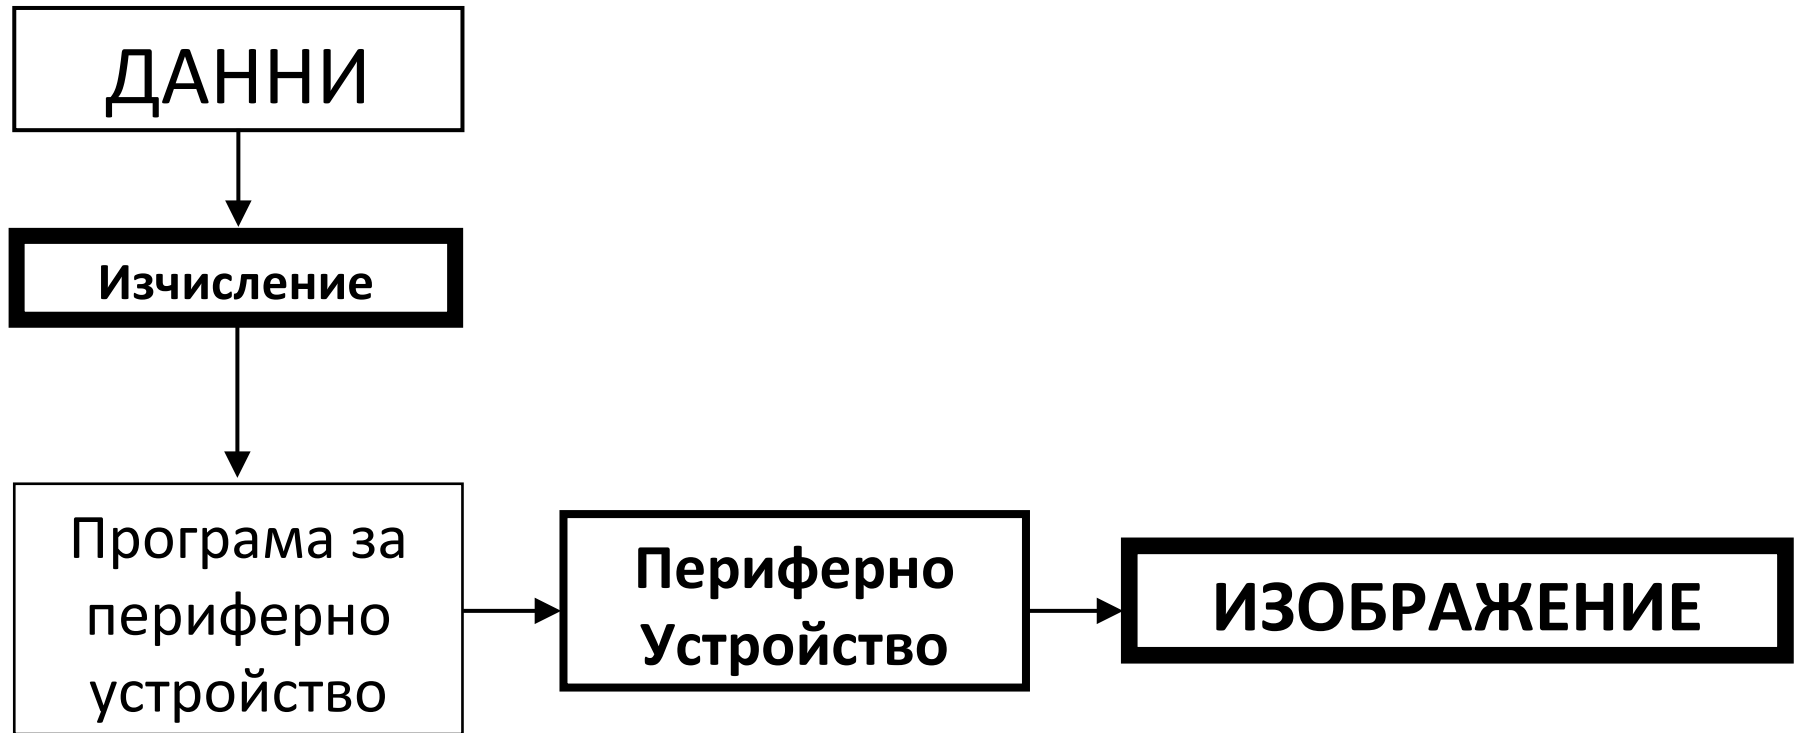 ДАННИ
Изчисление
Програма за
периферно
устройство
Периферно
Устройство
ИЗОБРАЖЕНИЕ